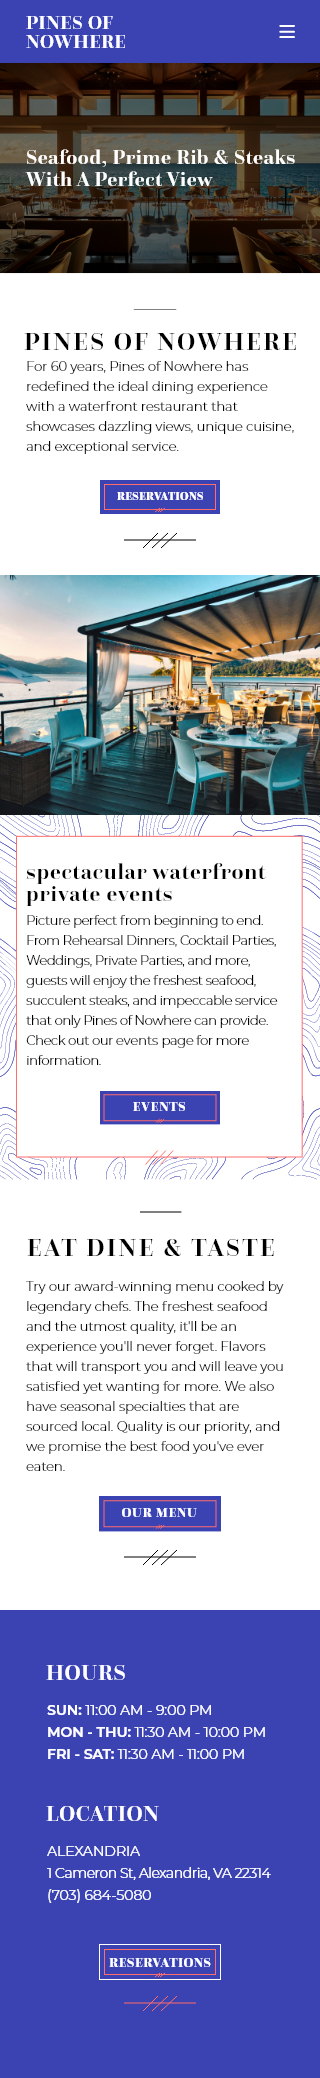 PINES OF
NOWHERE
Seafood, Prime Rib & Steaks
With A Perfect View
PINES OF NOWHERE
For 60 years, Pines of Nowhere has
redefined the ideal dining experience
with a waterfront restaurant that
showcases dazzling views, unique cuisine,
and exceptional service.
RESERVATIONS
spectacular waterfront
private events
Picture perfect from beginning to end.
From Rehearsal Dinners, Cocktail Parties,
Weddings, Private Parties, and more,
guests will enjoy the freshest seafood,
succulent steaks, and impeccable service
that only Pines of Nowhere can provide.
Check out our events page for more
information.
EVENTS
EAT DINE & TASTE
Try our award-winning menu cooked by
legendary chefs. The freshest seafood
and the utmost quality, it'll be an
experience you'll never forget. Flavors
that will transport you and will leave you
satisfied yet wanting for more. We also
have seasonal specialties that are
sourced local. Quality is our priority, and
we promise the best food you've ever
eaten.
OUR MENU
HOURS
SUN: 11:00 AM - 9:00 PM
MON - THU: 11:30 AM - 10:00 PM
FRI - SAT: 11:30 AM - 11:00 PM
LOCATION
ALEXANDRIA
1 Cameron St, Alexandria, VA 22314
(703) 684-5080
RESERVATIONS